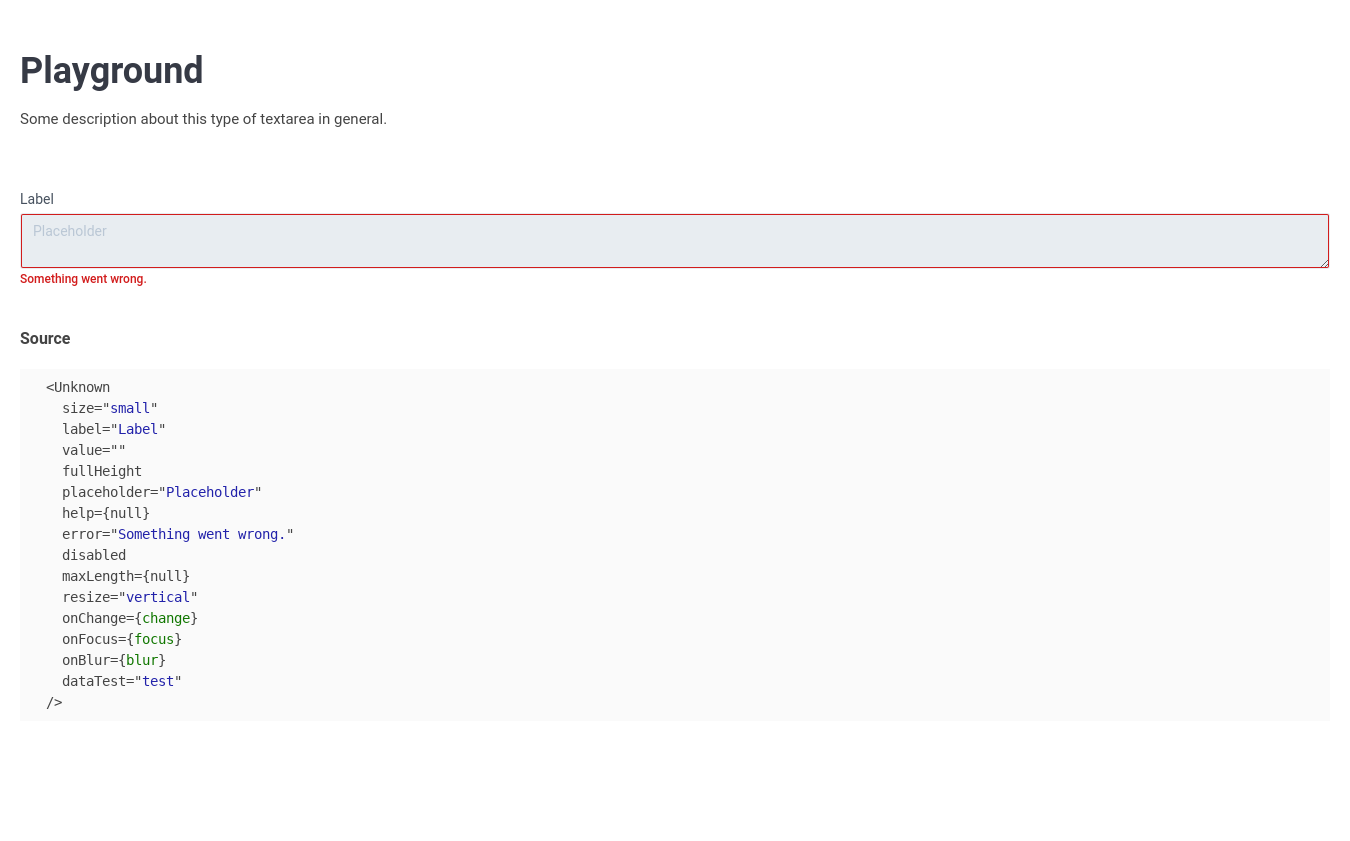 Playground
Some description about this type of textarea in general.
Label
Placeholder
Something went wrong.
Source
<Unknown
size="small"
label="Label"
value=""
fullHeight
placeholder="Placeholder"
help={null}
error="Something went wrong."
disabled
maxLength={null}
resize="vertical"
onChange={change}
onFocus={focus}
onBlur={blur}
dataTest="test"
/>